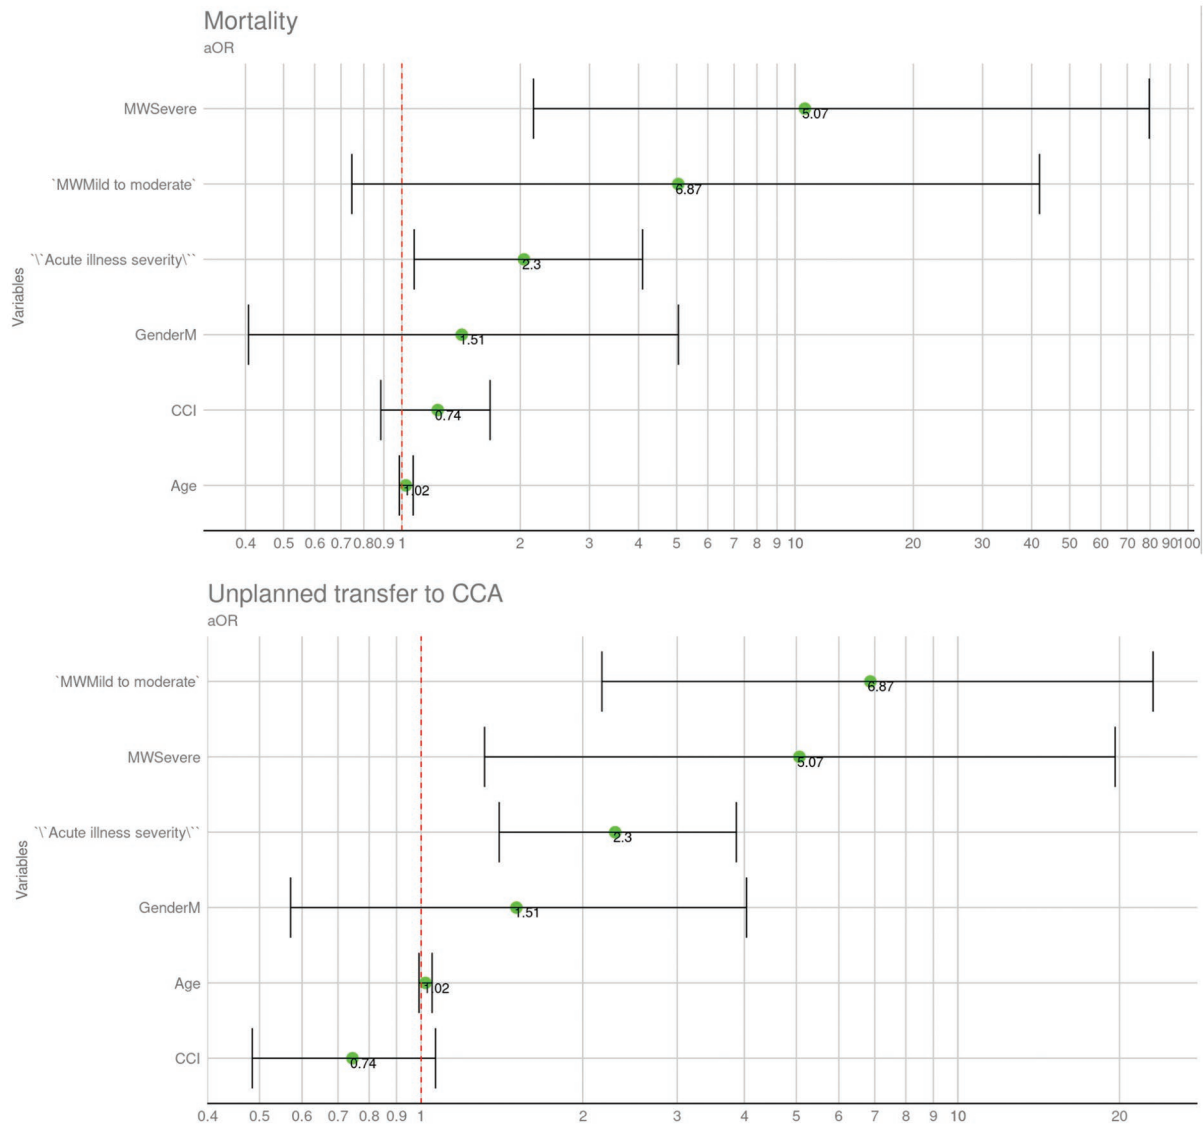 Mortality
aOR
MWSevere
5.07
`MWMild to moderate`
6.87
`\`Acute illness severity\``
2.3
Variables
GenderM
1.51
CCI
0.74
Age
1.02
0.4 0.5 0.6 0.7 0.8 0.9 1 2 3 4 5 6 7 8 9 10 20 30 40 50 60 70 80 90 100
Unplanned transfer to CCA
aOR
`MWMild to moderate`
6.87
MWSevere
5.07
`\`Acute illness severity\``
2.3
Variables
GenderM
1.51
Age
1.02
CCI
0.74
0.4 0.5 0.6 0.7 0.8 0.9 1 2 3 4 5 6 7 8 9 10 20